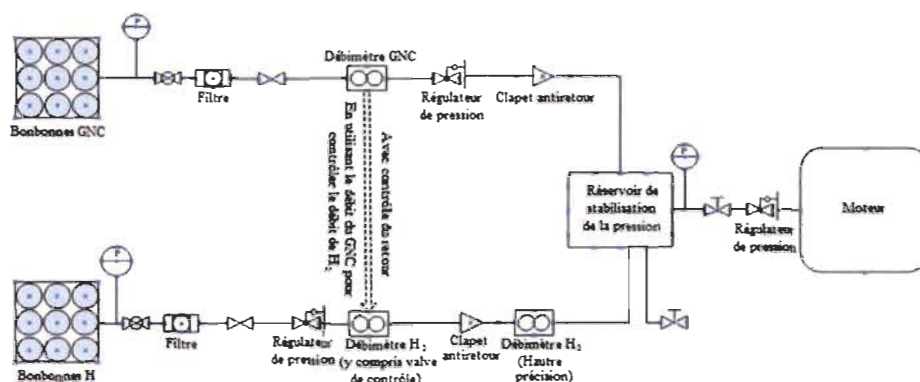 P
Débimètre GNC
Filtre
Régulateur
de pression
Clapet antiretour
Bonbonnes GNC
En utilisant le débit du GNC pour
contrôler le débit de H2
Avec contrôle du retour
P
Réservoir de
stabilisation
de la pression
Moteur
Régulateur
de pression
P
Filtre
Régulateur
de pression
Débimètre H2
(y compris valve
de contrôle)
Clapet
antiretour
Débimètre H2
(Hautre
précision)
Bonbonnes H